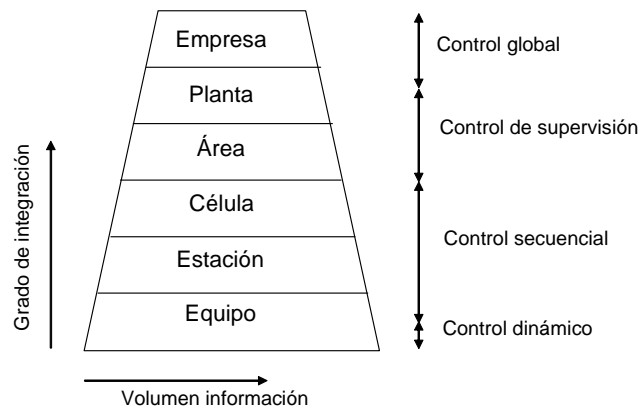 Empresa
Planta
Área
Célula
Estación
Equipo
Control global
Control de supervisión
Control secuencial
Control dinámico
Grado de integración
Volumen información